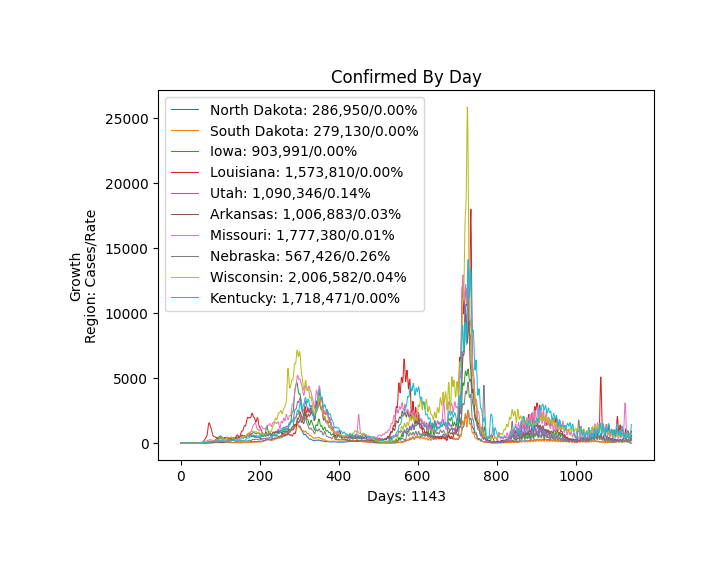 Confirmed By Day
Growth
Region: Cases/Rate
25000
20000
15000
10000
5000
0
North Dakota: 286,950/0.00%
South Dakota: 279,130/0.00%
Iowa: 903,991/0.00%
Louisiana: 1,573,810/0.00%
Utah: 1,090,346/0.14%
Arkansas: 1,006,883/0.03%
Missouri: 1,777,380/0.01%
Nebraska: 567,426/0.26%
Wisconsin: 2,006,582/0.04%
Kentucky: 1,718,471/0.00%
0 200 400 600 800 1000
Days: 1143